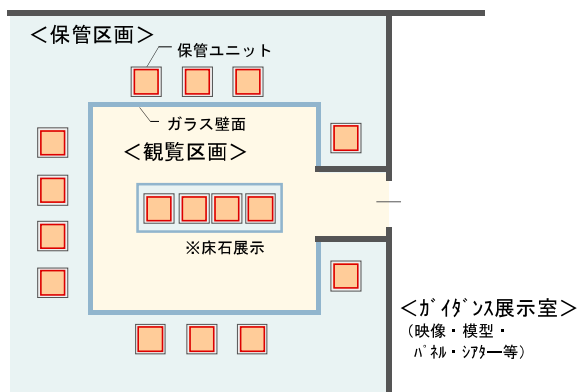 ＜保管区画＞
保管ユニット
ガラス壁面
＜観覧区画＞
※床石展示
＜ｶﾞｲﾀﾞﾝｽ展示室＞
（映像・模型・
ﾊﾟﾈﾙ・ｼｱﾀｰ等）